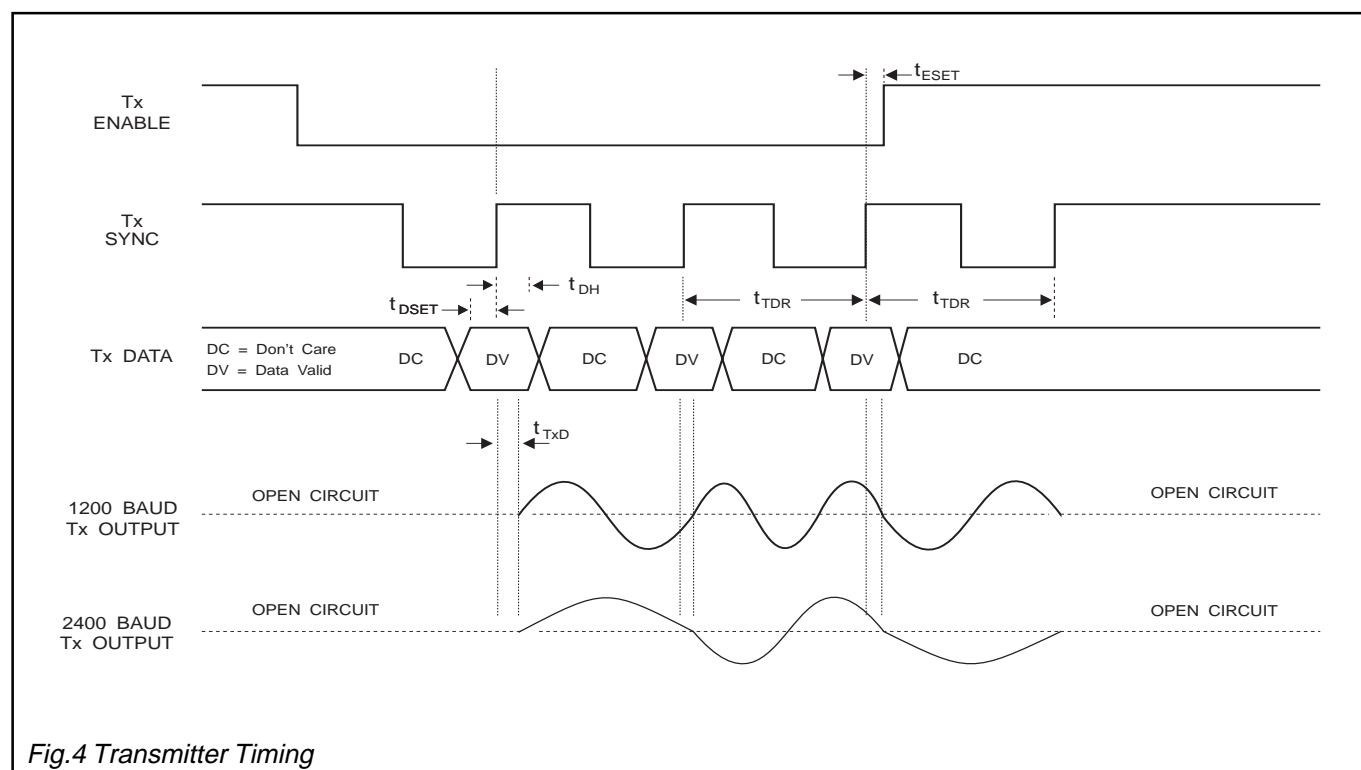 tESET
Tx
ENABLE
Tx
SYNC
tDH
tDSET
tTDR
tTDR
Tx DATA
DC = Don't Care
DV = Data Valid
DC
DV
DC
DV
DC
DV
DC
tTxD
1200 BAUD
Tx OUTPUT
OPEN CIRCUIT
OPEN CIRCUIT
2400 BAUD
Tx OUTPUT
OPEN CIRCUIT
OPEN CIRCUIT
Fig.4 Transmitter Timing